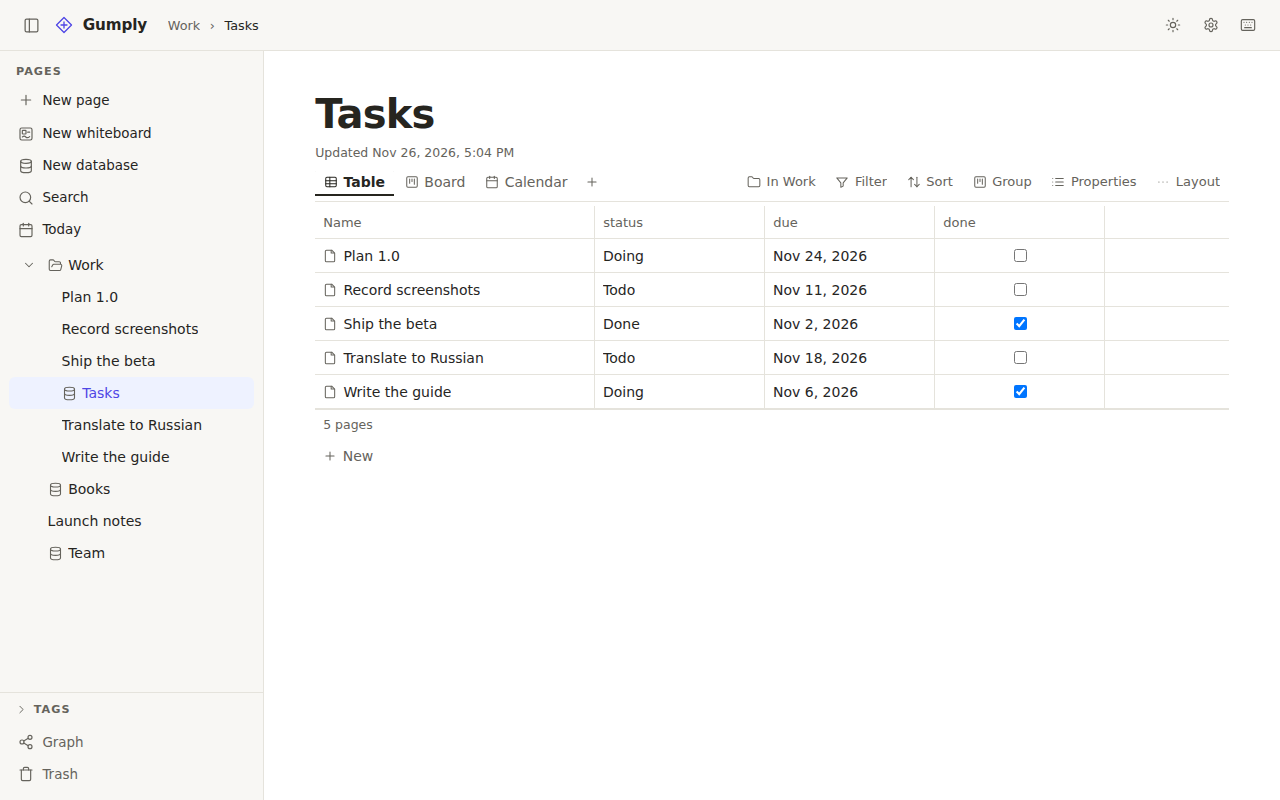 Gumply
Work › Tasks
PAGES
New page
New whiteboard
New database
Search
Today
Work
Plan 1.0
Record screenshots
Ship the beta
Tasks
Translate to Russian
Write the guide
Books
Launch notes
Team
TAGS
Graph
Trash
Tasks
Updated Nov 26, 2026, 5:04 PM
Table Board Calendar In Work Filter Sort Group Properties Layout
Name status due done
Plan 1.0 Doing Nov 24, 2026
Record screenshots Todo Nov 11, 2026
Ship the beta Done Nov 2, 2026
Translate to Russian Todo Nov 18, 2026
Write the guide Doing Nov 6, 2026
5 pages
New